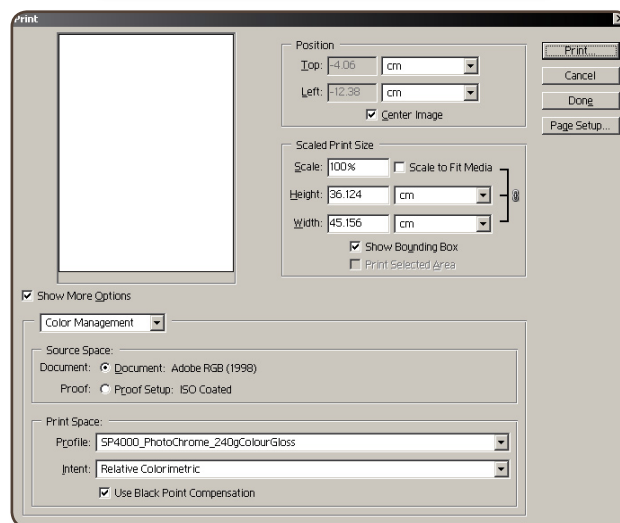 Print
Position
Top: -4.06 cm
Left: -12.38 cm
Center Image
Print...
Cancel
Done
Page Setup...
Scaled Print Size
Scale: 100% Scale to Fit Media
Height: 36.124 cm
Width: 45.156 cm
Show Bounding Box
Print Selected Area
Show More Options
Color Management
Source Space:
Document: Document: Adobe RGB (1998)
Proof: Proof Setup: ISO Coated
Print Space:
Profile: SP4000_PhotoChrome_240gColourGloss
Intent: Relative Colorimetric
Use Black Point Compensation